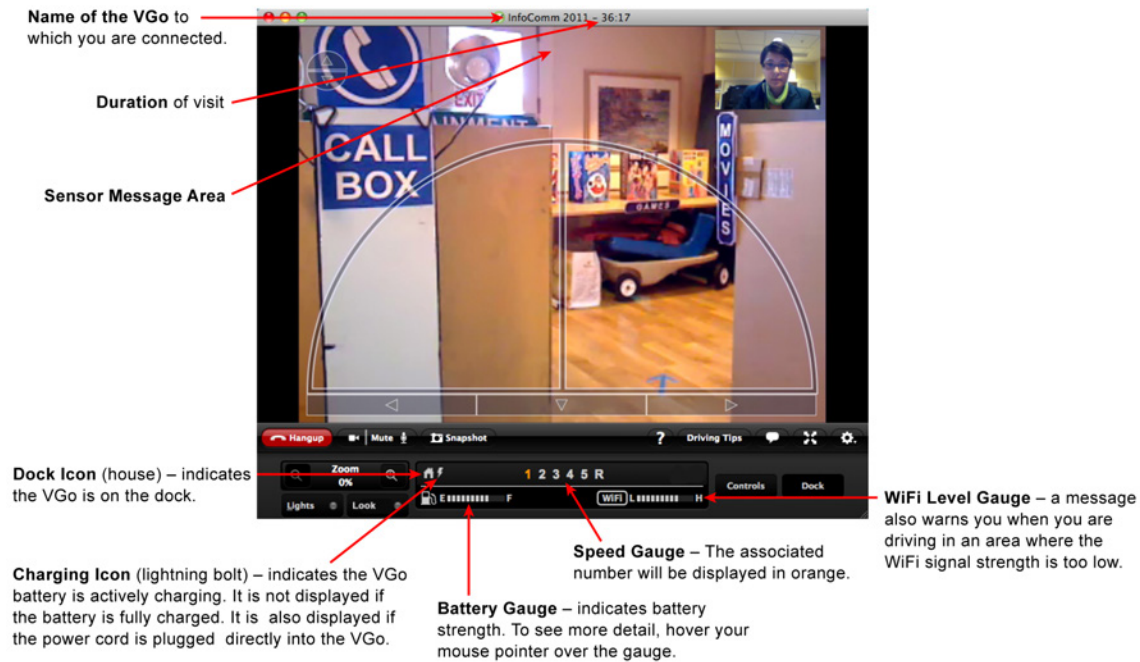 Name of the VGo to
which you are connected.
InfoComm 2011 – 36:17
Duration of visit
Sensor Message Area
EXIT
AINMENT
CALL
BOX
MOVIES
GAMES
Hangup
Mute
Snapshot
?
Driving Tips
Zoom
0%
Lights
Look
1 2 3 4 5 R
E F
WiFi L H
Controls
Dock
Dock Icon (house) – indicates
the VGo is on the dock.
Charging Icon (lightning bolt) – indicates the VGo
battery is actively charging. It is not displayed if
the battery is fully charged. It is also displayed if
the power cord is plugged directly into the VGo.
Battery Gauge – indicates battery
strength. To see more detail, hover your
mouse pointer over the gauge.
Speed Gauge – The associated
number will be displayed in orange.
WiFi Level Gauge – a message
also warns you when you are
driving in an area where the
WiFi signal strength is too low.